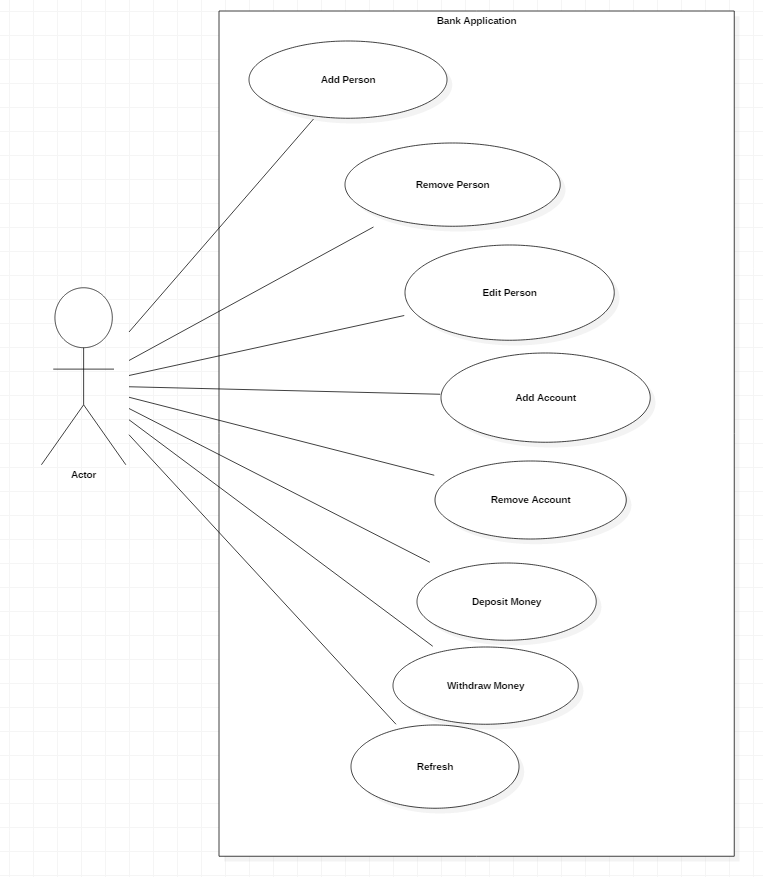 Bank Application
Add Person
Remove Person
Edit Person
Add Account
Remove Account
Actor
Deposit Money
Withdraw Money
Refresh